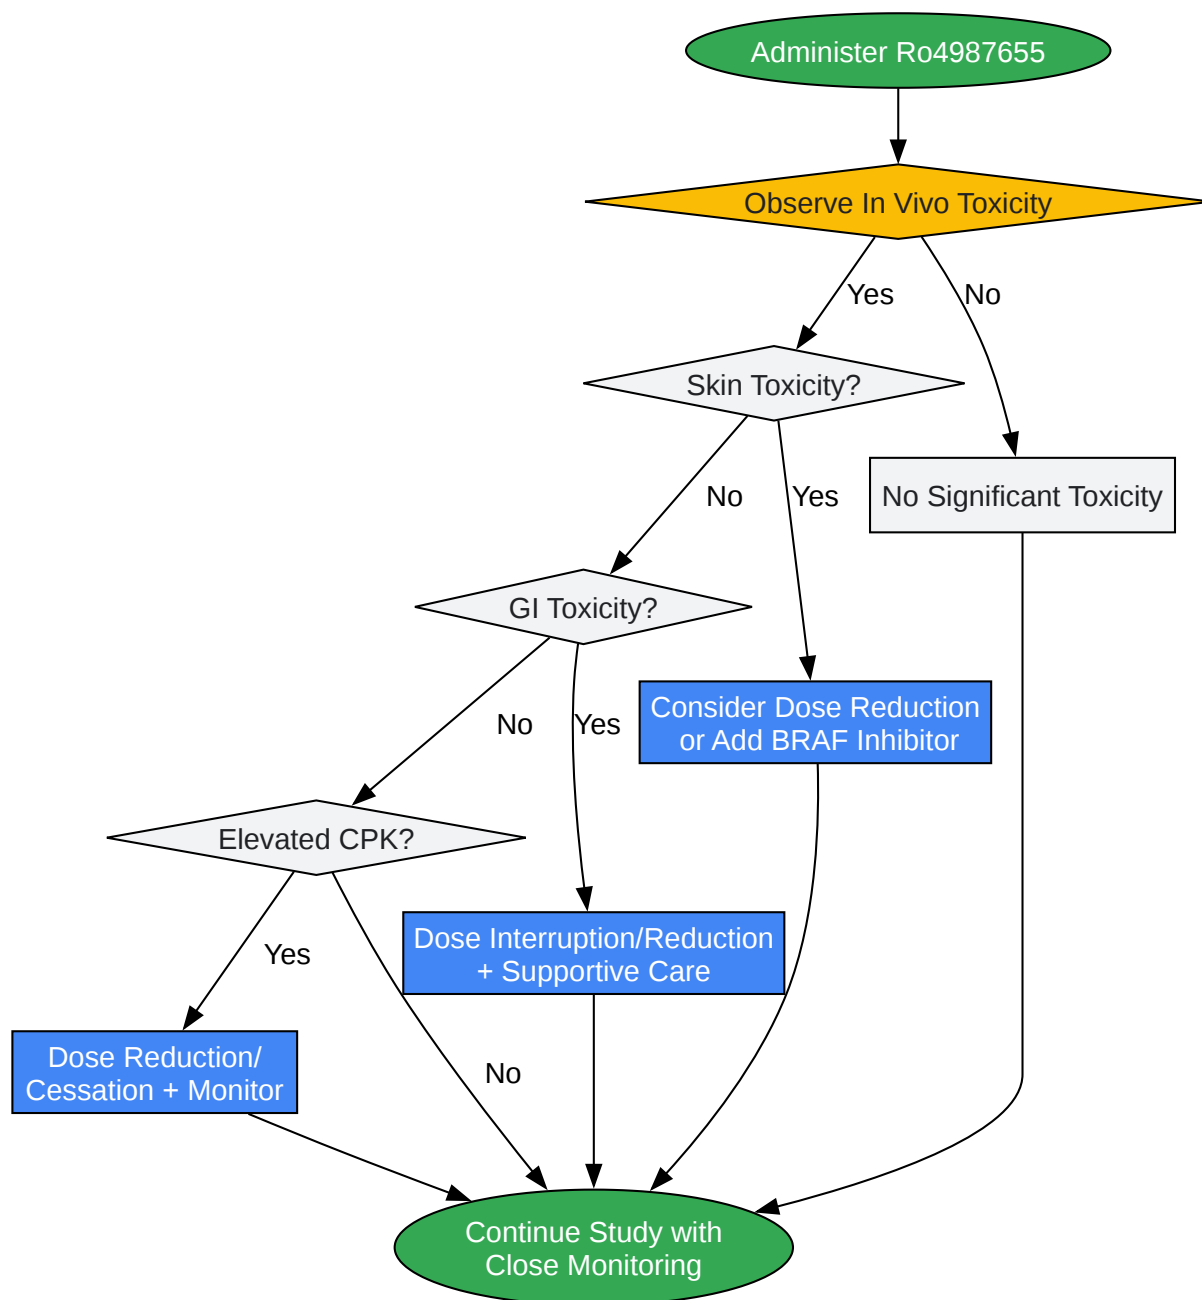 Administer Ro4987655
Observe In Vivo Toxicity
Yes
No
Skin Toxicity?
No
Yes
No Significant Toxicity
GI Toxicity?
No
Yes
Consider Dose Reduction
or Add BRAF Inhibitor
Elevated CPK?
Yes
No
Dose Interruption/Reduction
+ Supportive Care
Dose Reduction/
Cessation + Monitor
Continue Study with
Close Monitoring